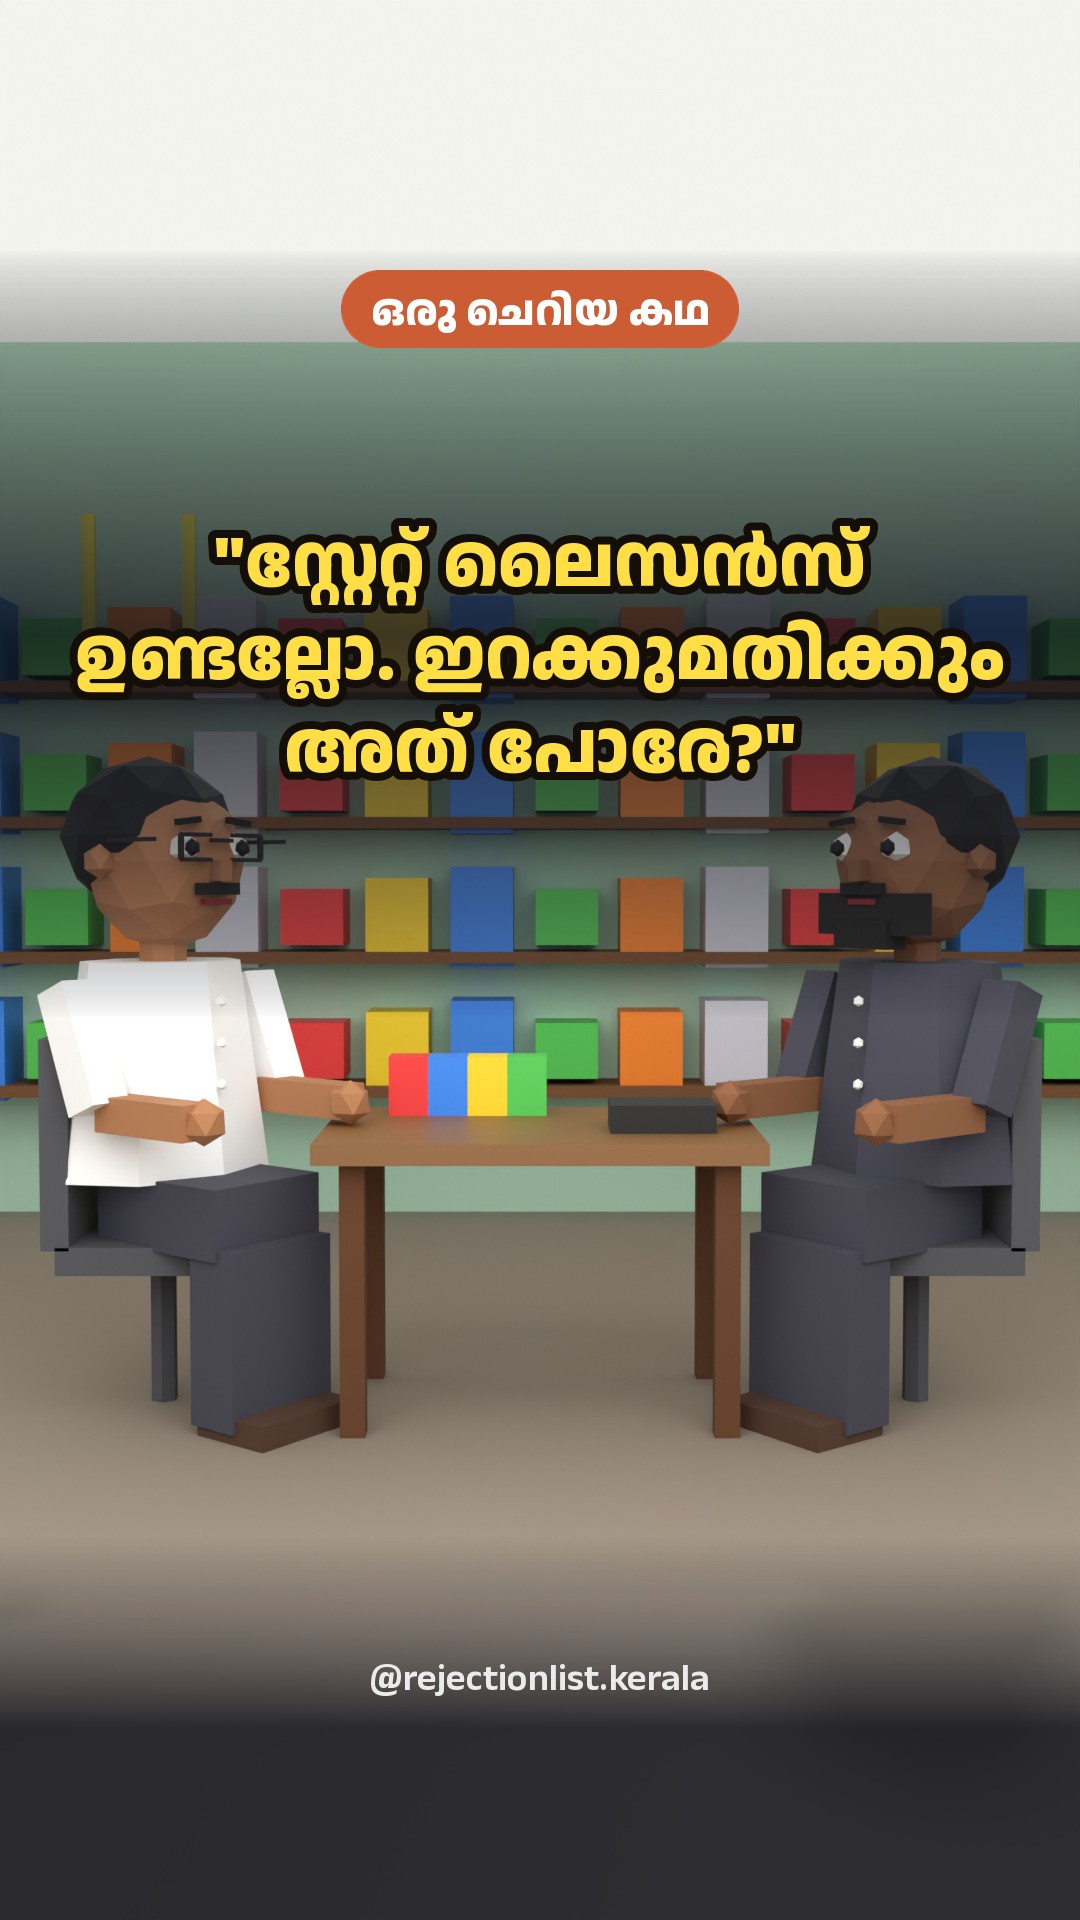 ഒരു ചെറിയ കഥ
"സ്റ്റേറ്റ് ലൈസൻസ്
ഉണ്ടല്ലോ. ഇറക്കുമതിക്കും
അത് പോരേ?"
@rejectionlist.kerala